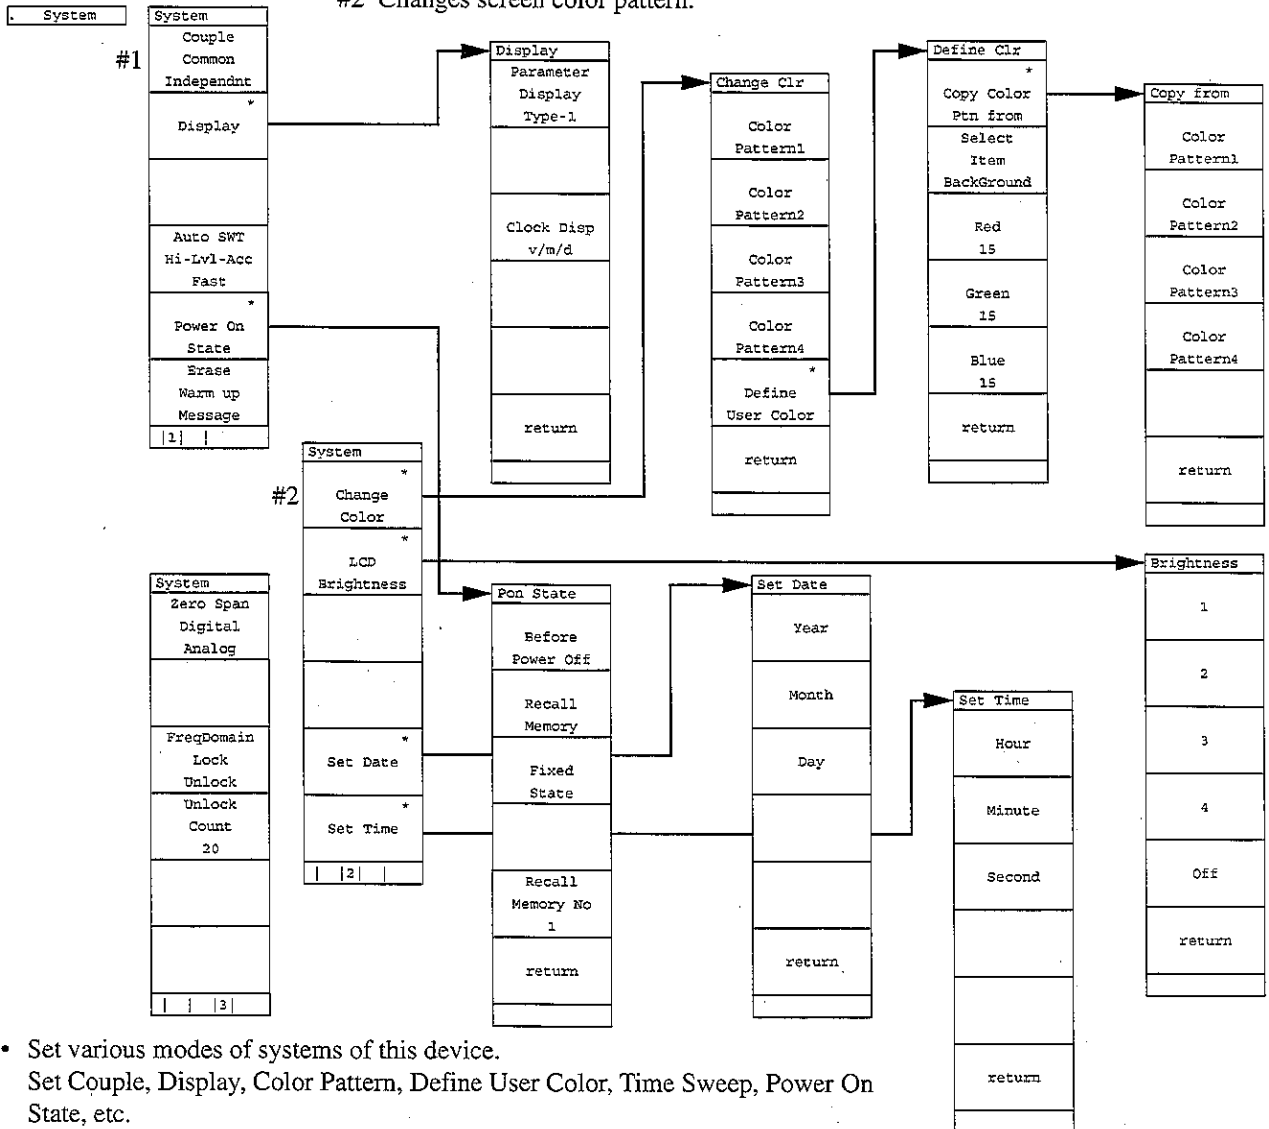 #2 Changes screen color pattern.
. System
System
#1
Couple
Common
Independnt
*
Display
Auto SWT
Hi-Lvl-Acc
Fast
*
Power On
State
Erase
Warm up
Message
|1| |
Display
Parameter
Display
Type-1
Clock Disp
y/m/d
return
Change Clr
Color
Pattern1
Color
Pattern2
Color
Pattern3
Color
Pattern4
*
Define
User Color
return
Define Clr
*
Copy Color
Ptn from
Select
Item
BackGround
Red
15
Green
15
Blue
15
return
Copy from
Color
Pattern1
Color
Pattern2
Color
Pattern3
Color
Pattern4
return
System
#2
*
Change
Color
*
LCD
Brightness
*
Set Date
*
Set Time
| |2| |
System
Zero Span
Digital
Analog
FreqDomain
Lock
Unlock
Unlock
Count
20
| | |3|
Pon State
Before
Power Off
Recall
Memory
Fixed
State
Recall
Memory No
1
return
Set Date
Year
Month
Day
return
Set Time
Hour
Minute
Second
return
Brightness
1
2
3
4
Off
return
• Set various modes of systems of this device.
Set Couple, Display, Color Pattern, Define User Color, Time Sweep, Power On
State, etc.